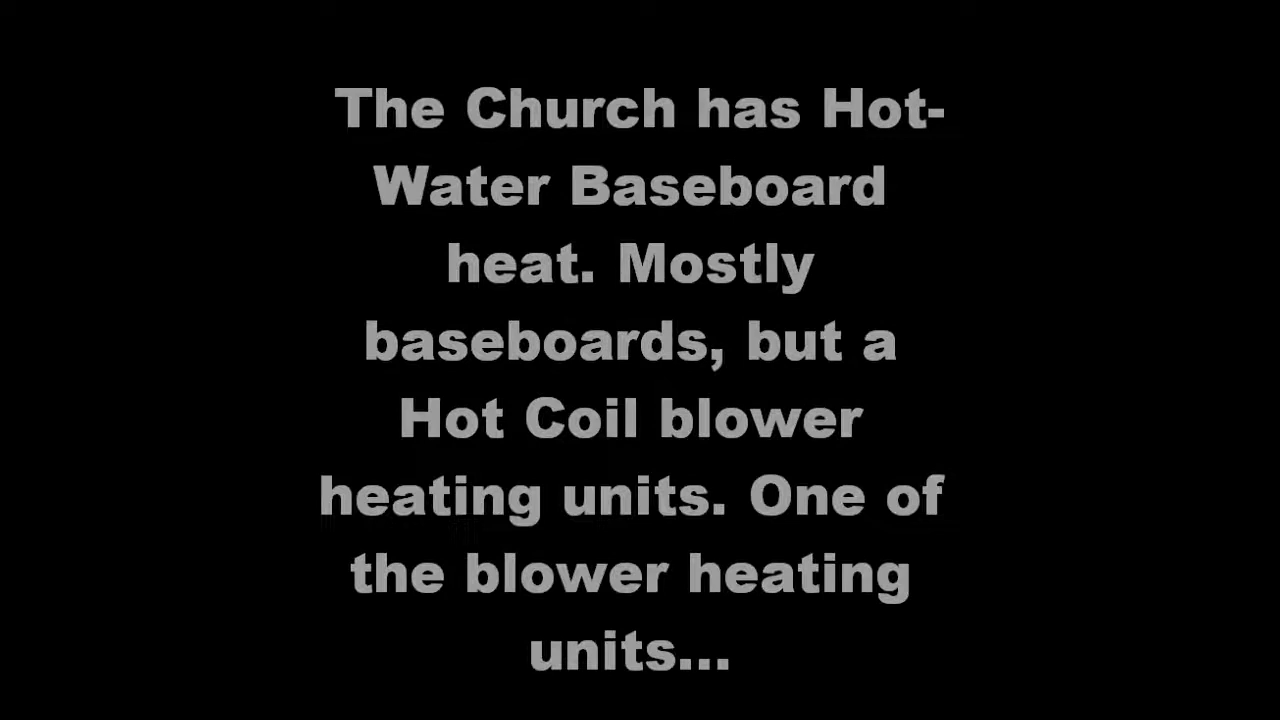 The Church has Hot-
Water Baseboard
heat. Mostly
baseboards, but a
Hot Coil blower
heating units. One of
the blower heating
units...